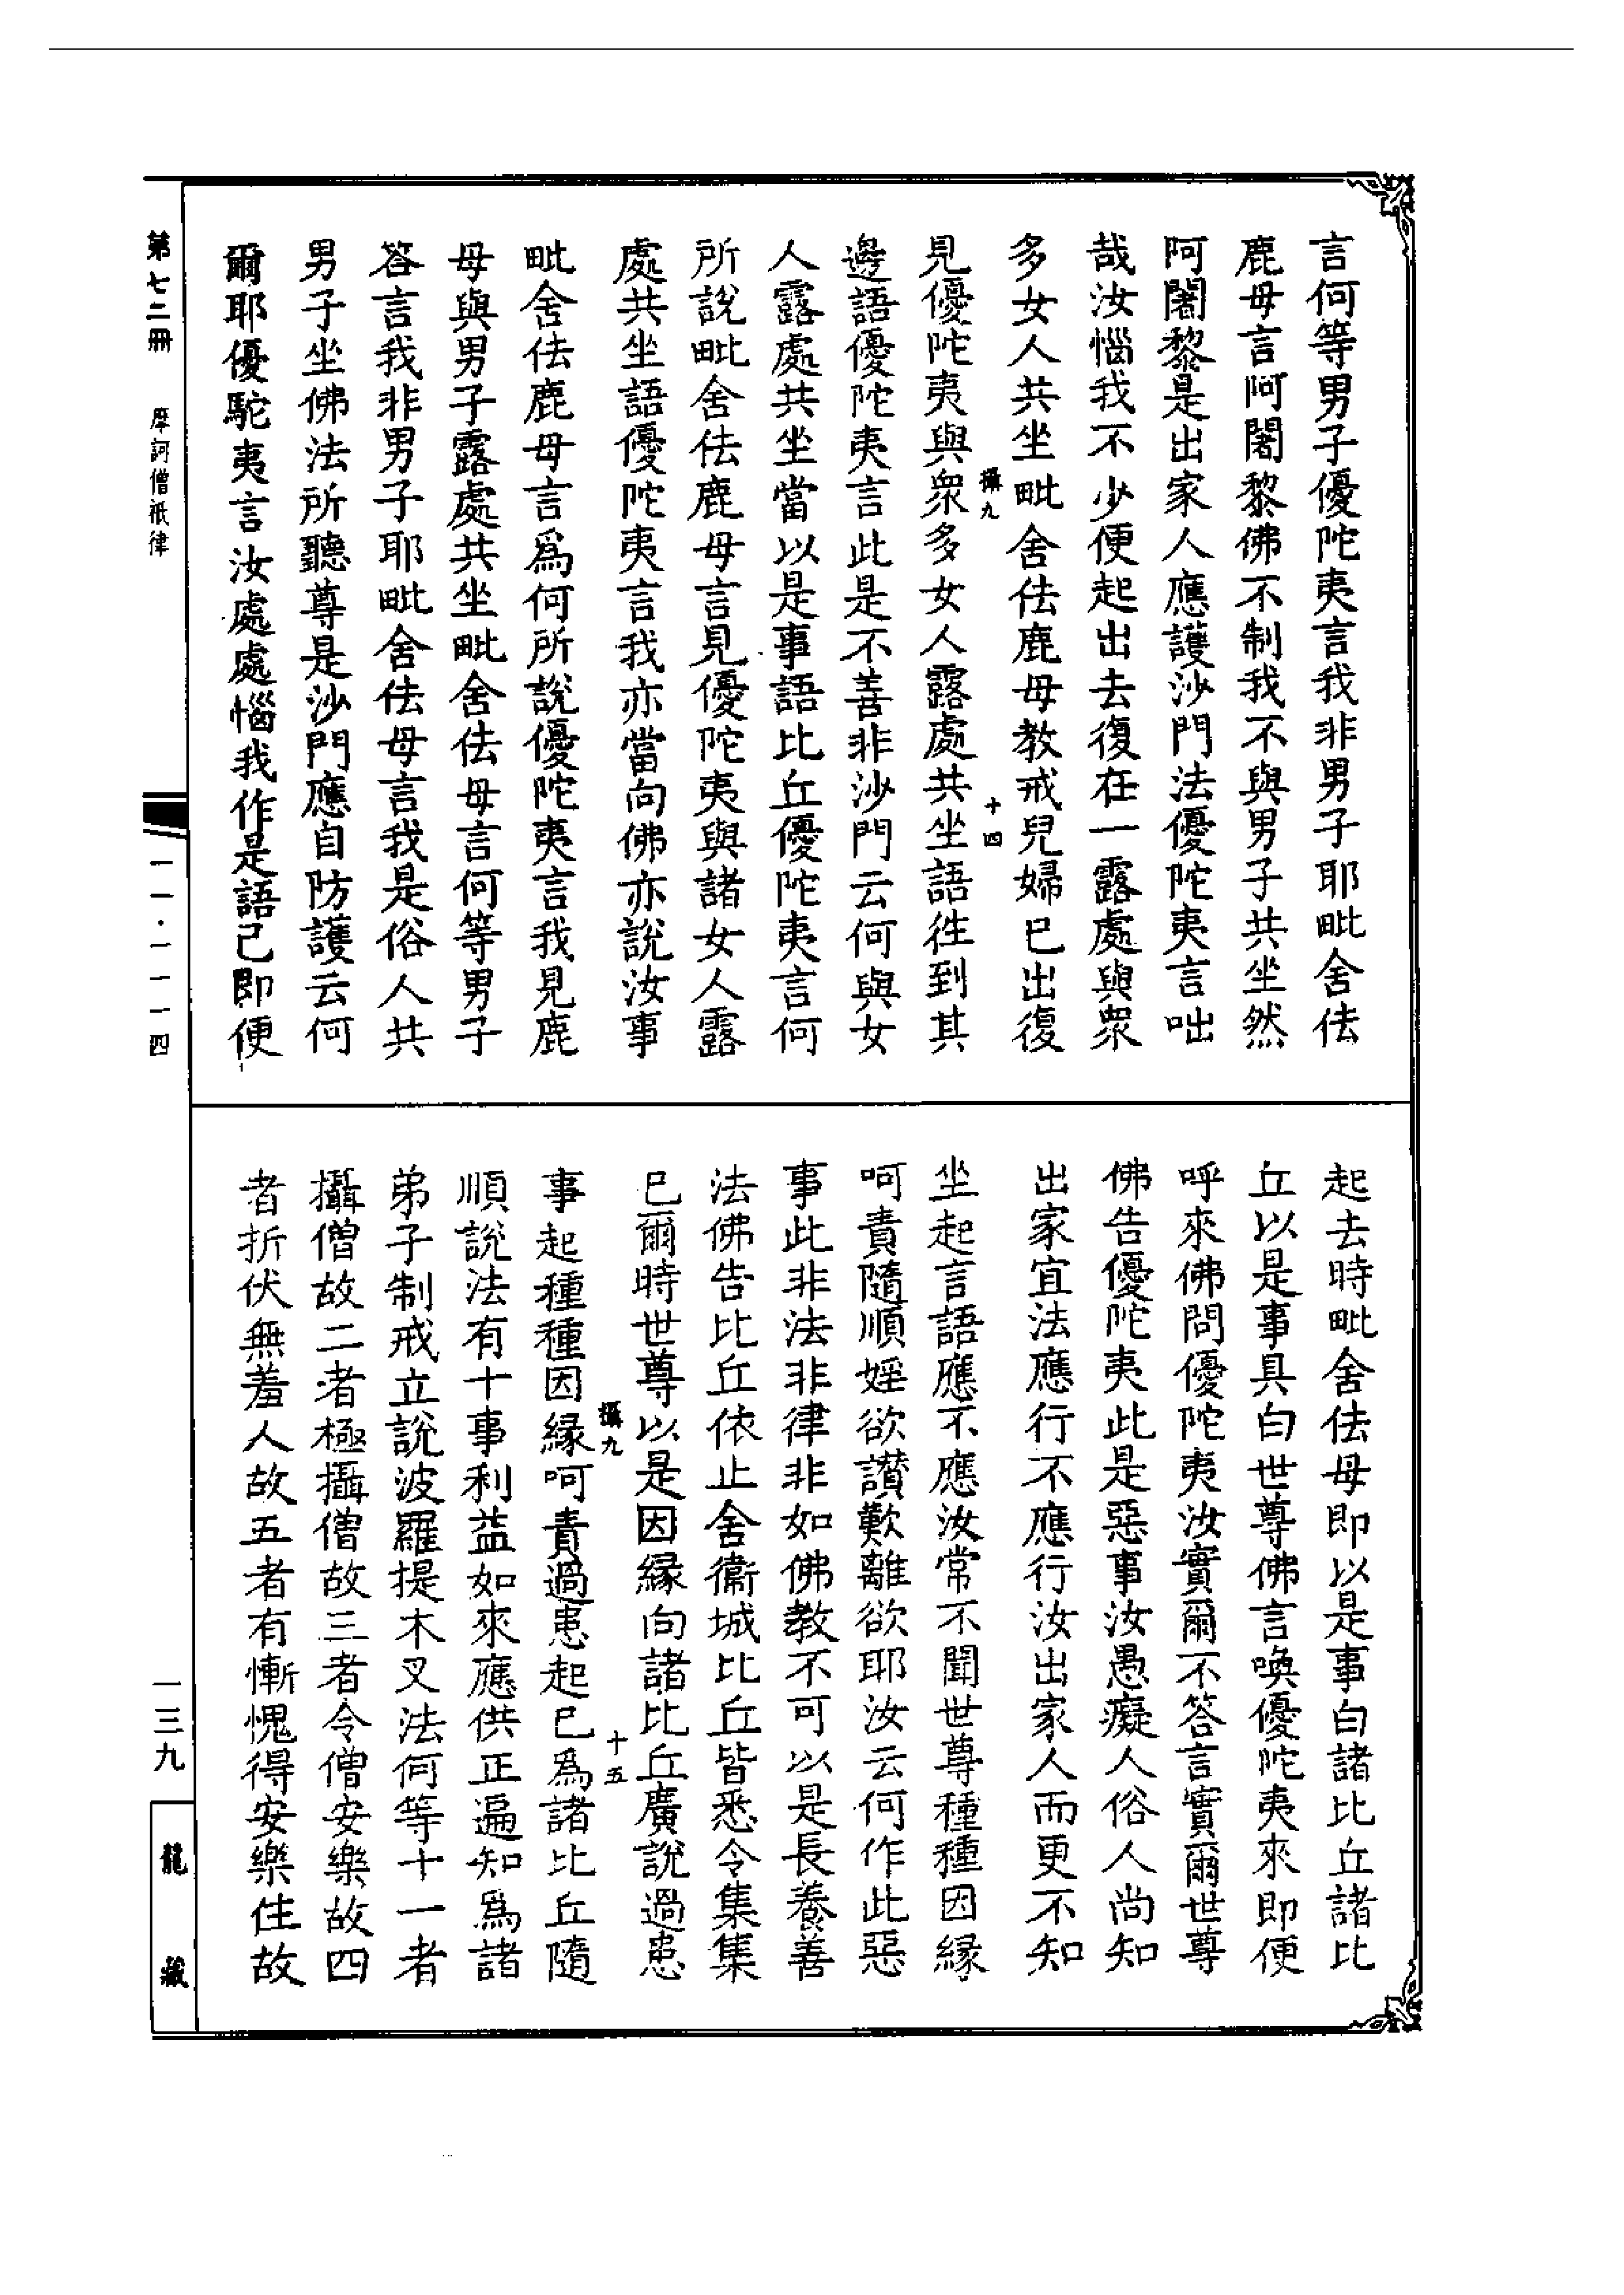 言何等男子優陀夷言我非男子耶毗舍佉
鹿母言阿闍黎佛不制我不與男子共坐然
阿闍黎是出家人應護沙門法優陀夷言咄
哉汝惱我不少便起出去復在一露處與眾
多女人共坐毗舍佉鹿母教戒兒婦已出復
攝九
十四
見優陀夷與眾多女人露處共坐語往到其
邊語優陀夷言此是不善非沙門云何與女
人露處共坐當以是事語比丘優陀夷言何
所說毗舍佉鹿母言見優陀夷與諸女人露
處共坐語優陀夷言我亦當向佛亦說汝事
毗舍佉鹿母言為何所說優陀夷言我見鹿
母與男子露處共坐毗舍佉母言何等男子
答言我非男子耶毗舍佉母言我是俗人共
男子坐佛法所聽尊是沙門應自防護云何
爾耶優駝夷言汝處處惱我作是語已即便
起去時毗舍佉母即以是事白諸比丘諸比
丘以是事具白世尊佛言喚優陀夷來即便
呼來佛問優陀夷汝實爾不答言實爾世尊
佛告優陀夷此是惡事汝愚癡人俗人尚知
出家宜法應行不應行汝出家人而更不知
坐起言語應不應汝常不聞世尊種種因緣
呵責隨順婬欲讚歎離欲耶汝云何作此惡
事此非法非律非如佛教不可以是長養善
法佛告比丘依止舍衞城比丘皆悉令集集
已爾時世尊以是因緣向諸比丘廣說過患
攝九
十五
事起種種因緣呵責過患起已為諸比丘隨
順說法有十事利益如來應供正遍知為諸
弟子制戒立說波羅提木叉法何等十一者
攝僧故二者極攝僧故三者令僧安樂故四
者折伏無羞人故五者有慚愧得安樂住故
第七二冊 摩訶僧祇律
一一·一一一四
一三九
龍藏